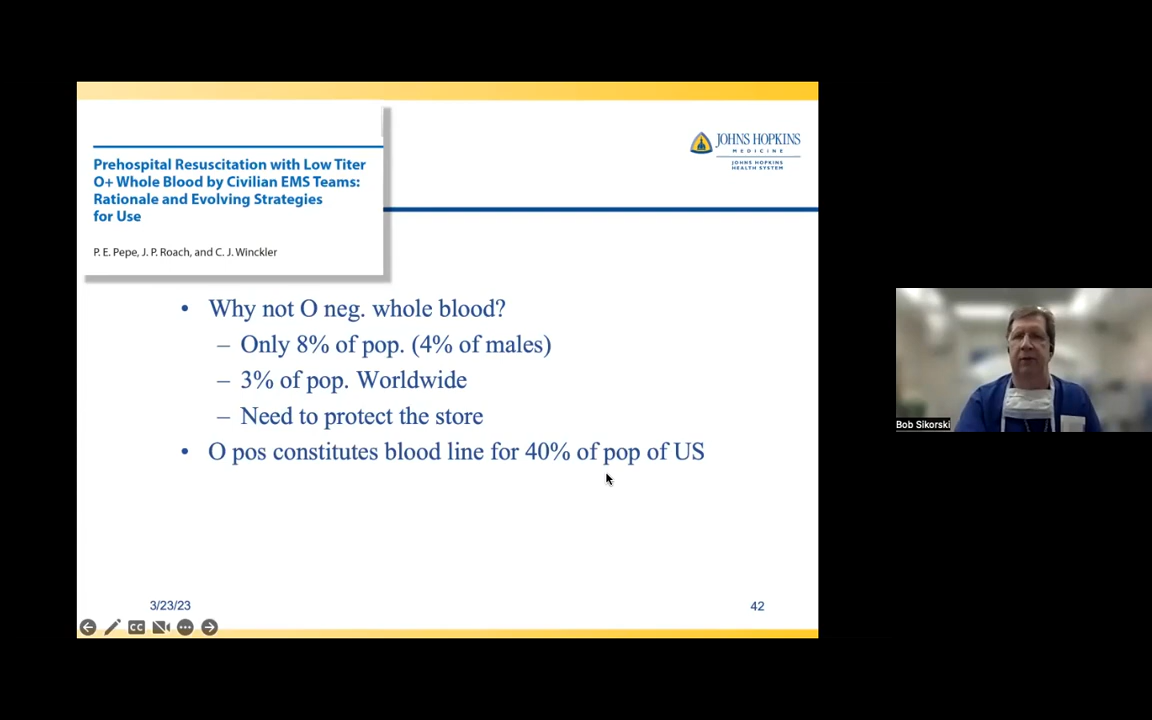 JOHNS HOPKINS
MEDICINE
JOHNS HOPKINS
HEALTH SYSTEM
Prehospital Resuscitation with Low Titer
O+ Whole Blood by Civilian EMS Teams:
Rationale and Evolving Strategies
for Use
P. E. Pepe, J. P. Roach, and C. J. Winckler
• Why not O neg. whole blood?
– Only 8% of pop. (4% of males)
– 3% of pop. Worldwide
– Need to protect the store
• O pos constitutes blood line for 40% of pop of US
Bob Sikorski
3/23/23
42
CC